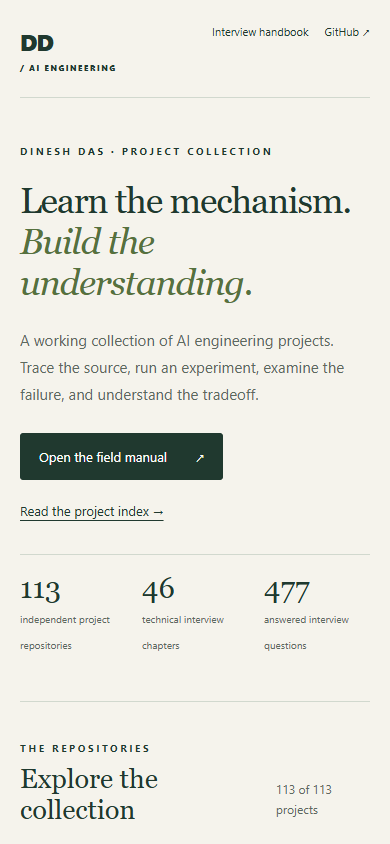 DD
/ AI ENGINEERING
Interview handbook GitHub ↗
DINESH DAS · PROJECT COLLECTION
Learn the mechanism.
Build the
understanding.
A working collection of AI engineering projects.
Trace the source, run an experiment, examine the
failure, and understand the tradeoff.
Open the field manual ↗
Read the project index →
113
independent project
repositories
46
technical interview
chapters
477
answered interview
questions
THE REPOSITORIES
Explore the
collection
113 of 113
projects